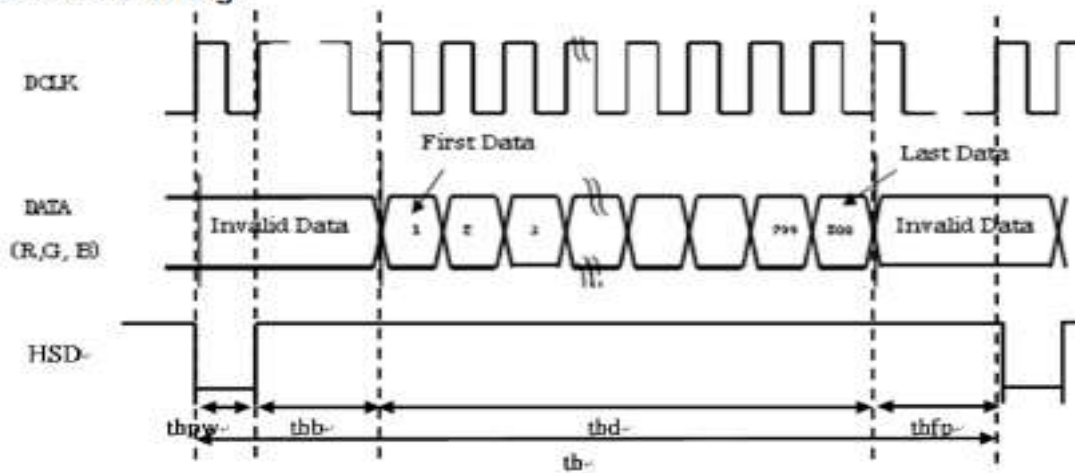 DCLK
First Data
Last Data
DATA
(R,G, B)
Invalid Data
1
2
3
799
800
Invalid Data
HSD
thpw
thb
thd
thfp
th